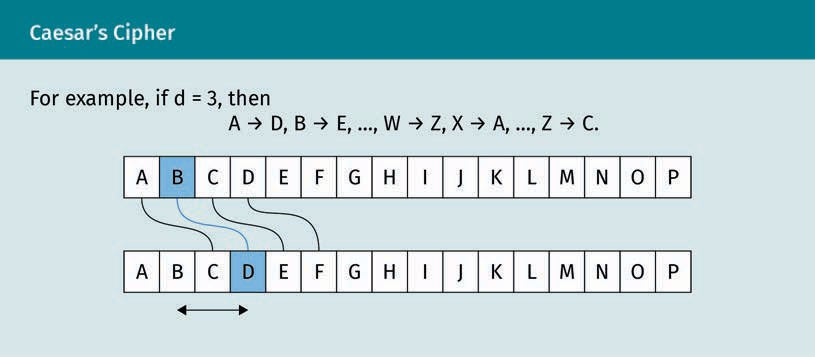 Caesar's Cipher
For example, if d = 3, then
A → D, B → E, ..., W → Z, X → A, ..., Z → C.
A B C D E F G H I J K L M N O P
A B C D E F G H I J K L M N O P